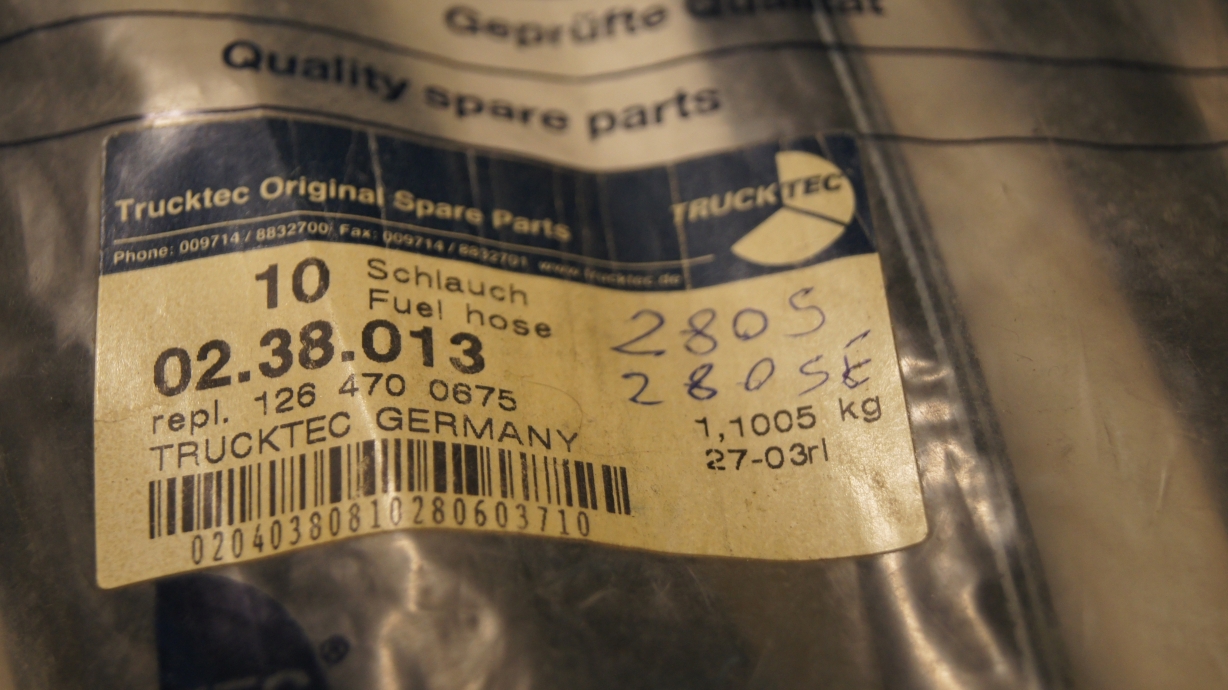 Geprüfte Qualität
Quality spare parts
Trucktec Original Spare Parts
TRUCKTEC
Phone: 009714 / 8832700 Fax: 009714 / 8832701 www.trucktec.de
10 Schlauch
Fuel hose
02.38.013
280S
280SE
repl. 126 470 0675
1,1005 kg
TRUCKTEC GERMANY
27-03rl
02040380810280603710
®